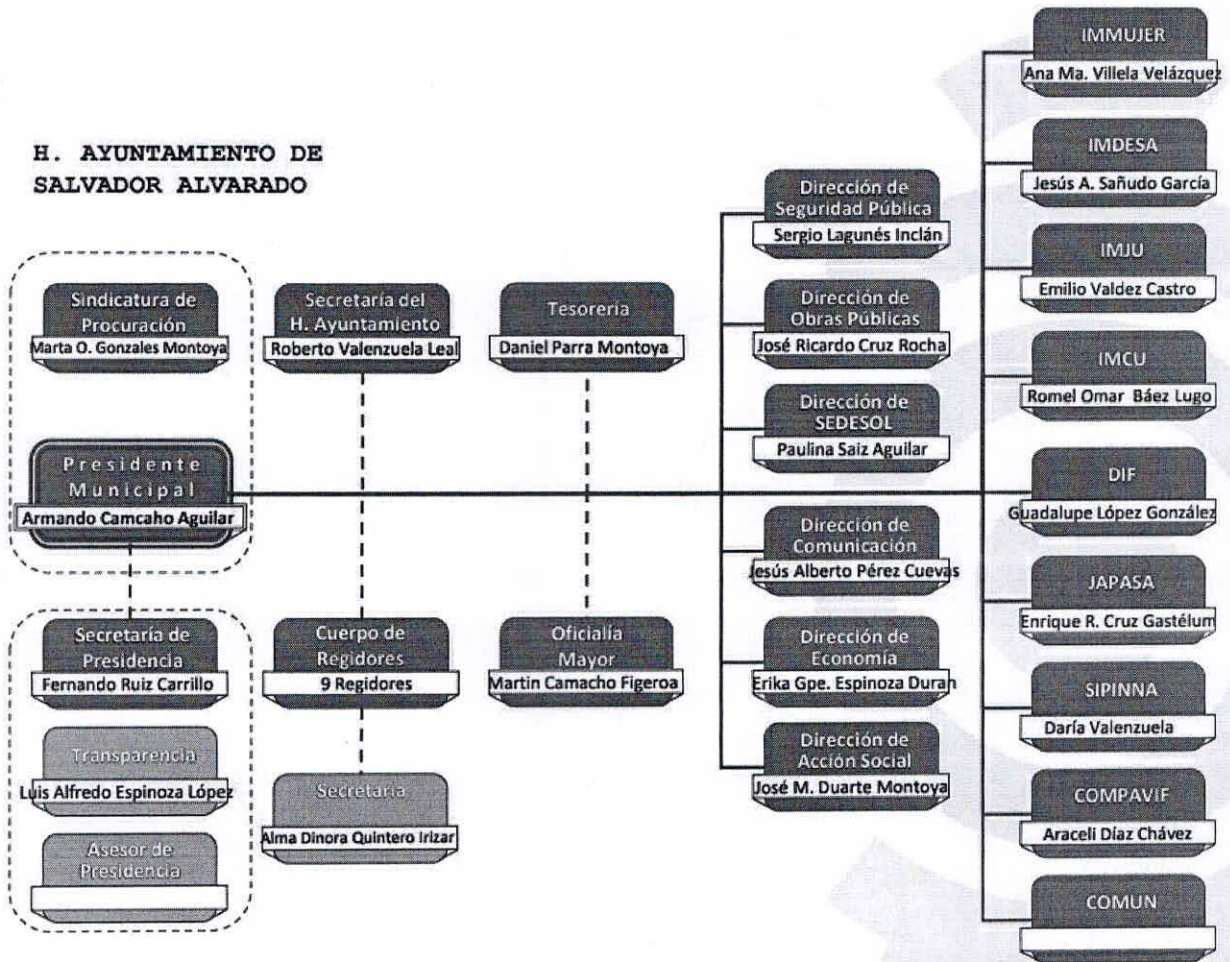 H. AYUNTAMIENTO DE
SALVADOR ALVARADO
Sindicatura de
Procuración
Marta O. Gonzales Montoya
Presidente
Municipal
Armando Camcaho Aguilar
Secretaría de
Presidencia
Fernando Ruiz Carrillo
Transparencia
Luis Alfredo Espinoza López
Asesor de
Presidencia
Secretaría del
H. Ayuntamiento
Roberto Valenzuela Leal
Cuerpo de
Regidores
9 Regidores
Secretaria
Alma Dinora Quintero Irizar
Tesorería
Daniel Parra Montoya
Oficialía
Mayor
Martin Camacho Figeroa
Dirección de
Seguridad Pública
Sergio Lagunés Inclán
Dirección de
Obras Públicas
José Ricardo Cruz Rocha
Dirección de
SEDESOL
Paulina Saiz Aguilar
Dirección de
Comunicación
Jesús Alberto Pérez Cuevas
Dirección de
Economía
Erika Gpe. Espinoza Duran
Dirección de
Acción Social
José M. Duarte Montoya
IMMUJER
Ana Ma. Villela Velázquez
IMDESA
Jesús A. Sañudo García
IMJU
Emilio Valdez Castro
IMCU
Romel Omar Báez Lugo
DIF
Guadalupe López González
JAPASA
Enrique R. Cruz Gastélum
SIPINNA
Daría Valenzuela
COMPAVIF
Araceli Díaz Chávez
COMUN